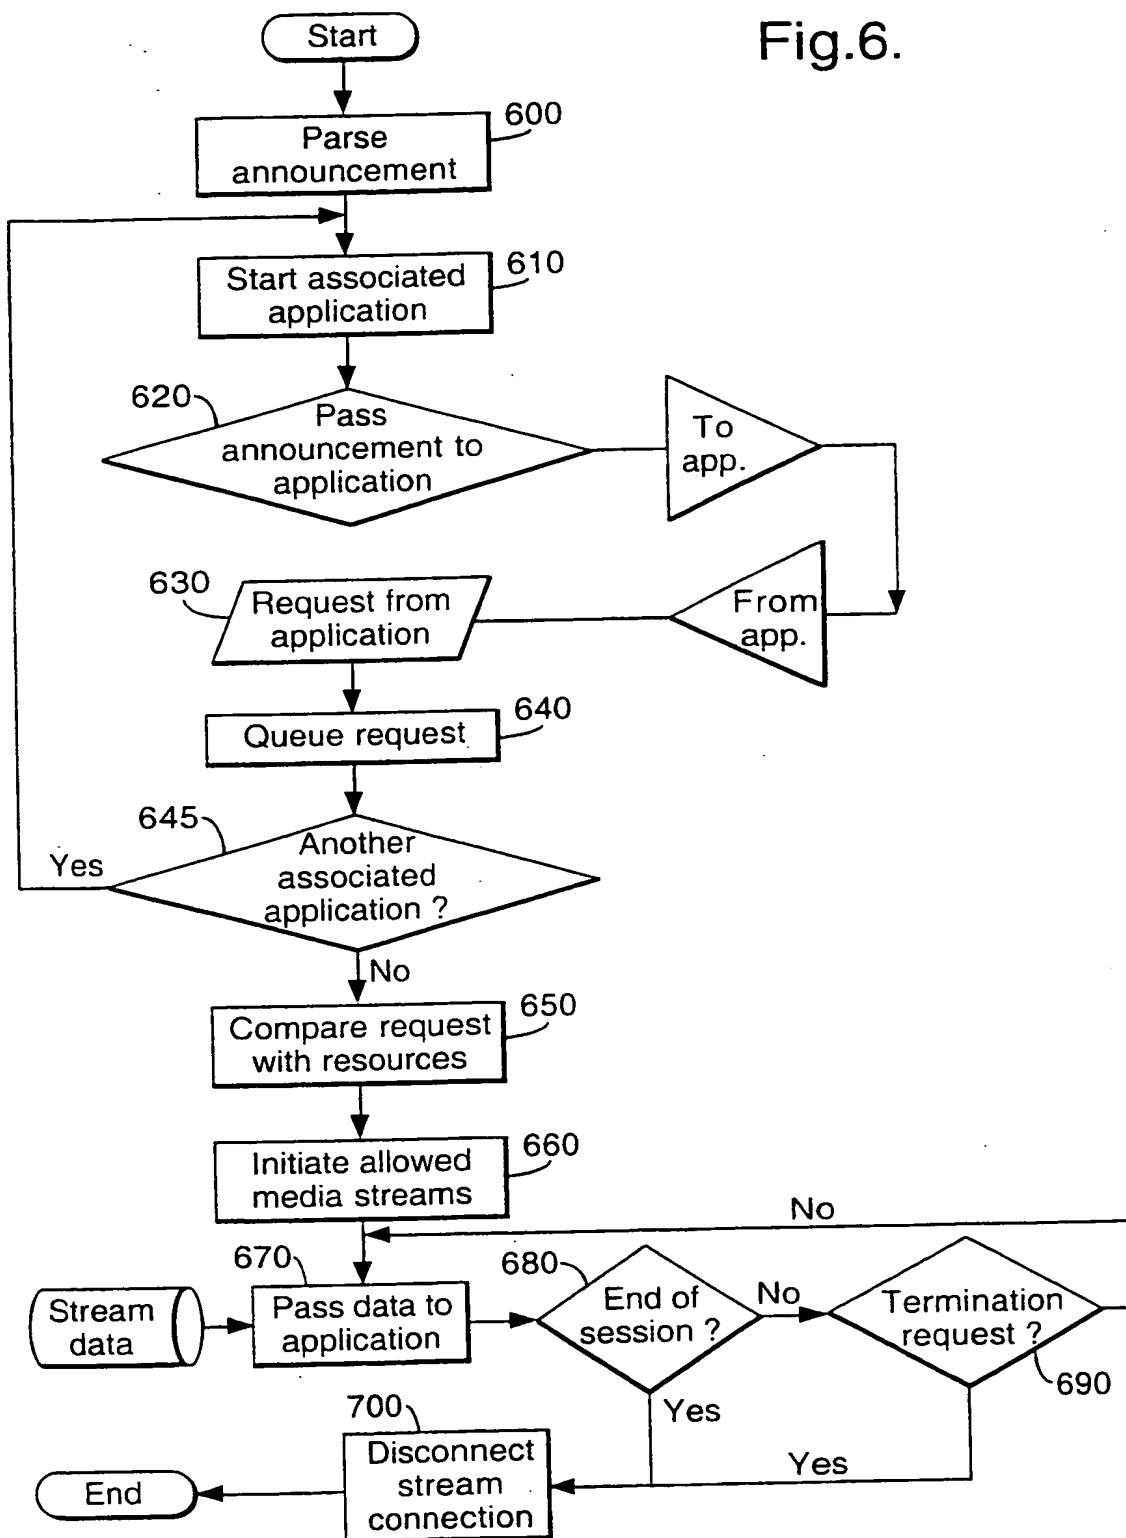 Start
Fig.6.
600
Parse
announcement
610
Start associated
application
620
Pass
announcement to
application
To
app.
630
Request from
application
From
app.
640
Queue request
645
Yes
Another
associated
application ?
No
650
Compare request
with resources
660
Initiate allowed
media streams
No
670
680
Stream
data
Pass data to
application
End of
session ?
No
Termination
request ?
690
Yes
700
Disconnect
stream
connection
Yes
End